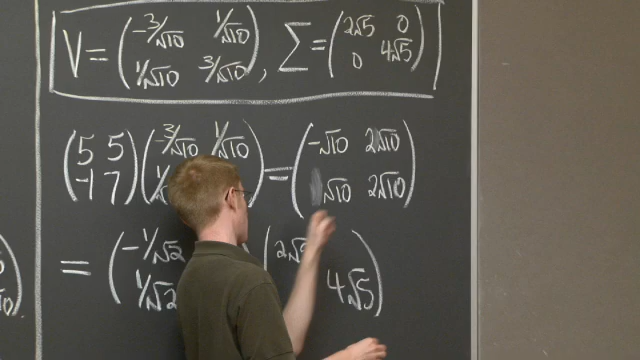 V = (-3/√10 1/√10
1/√10 3/√10), Σ = (2√5 0
0 4√5)
(5 5
-1 7) (-3/√10 1/√10
1/) = (-√10 2√10
√10 2√10)
= (-1/√2
1/√2) (2√
4√5)